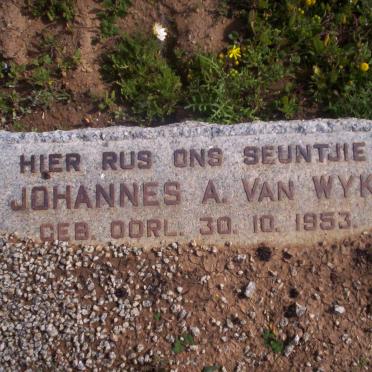 HIER RUS ONS SEUNTJIE
JOHANNES A. VAN WYK
GEB. OORL. 30. 10. 1953.